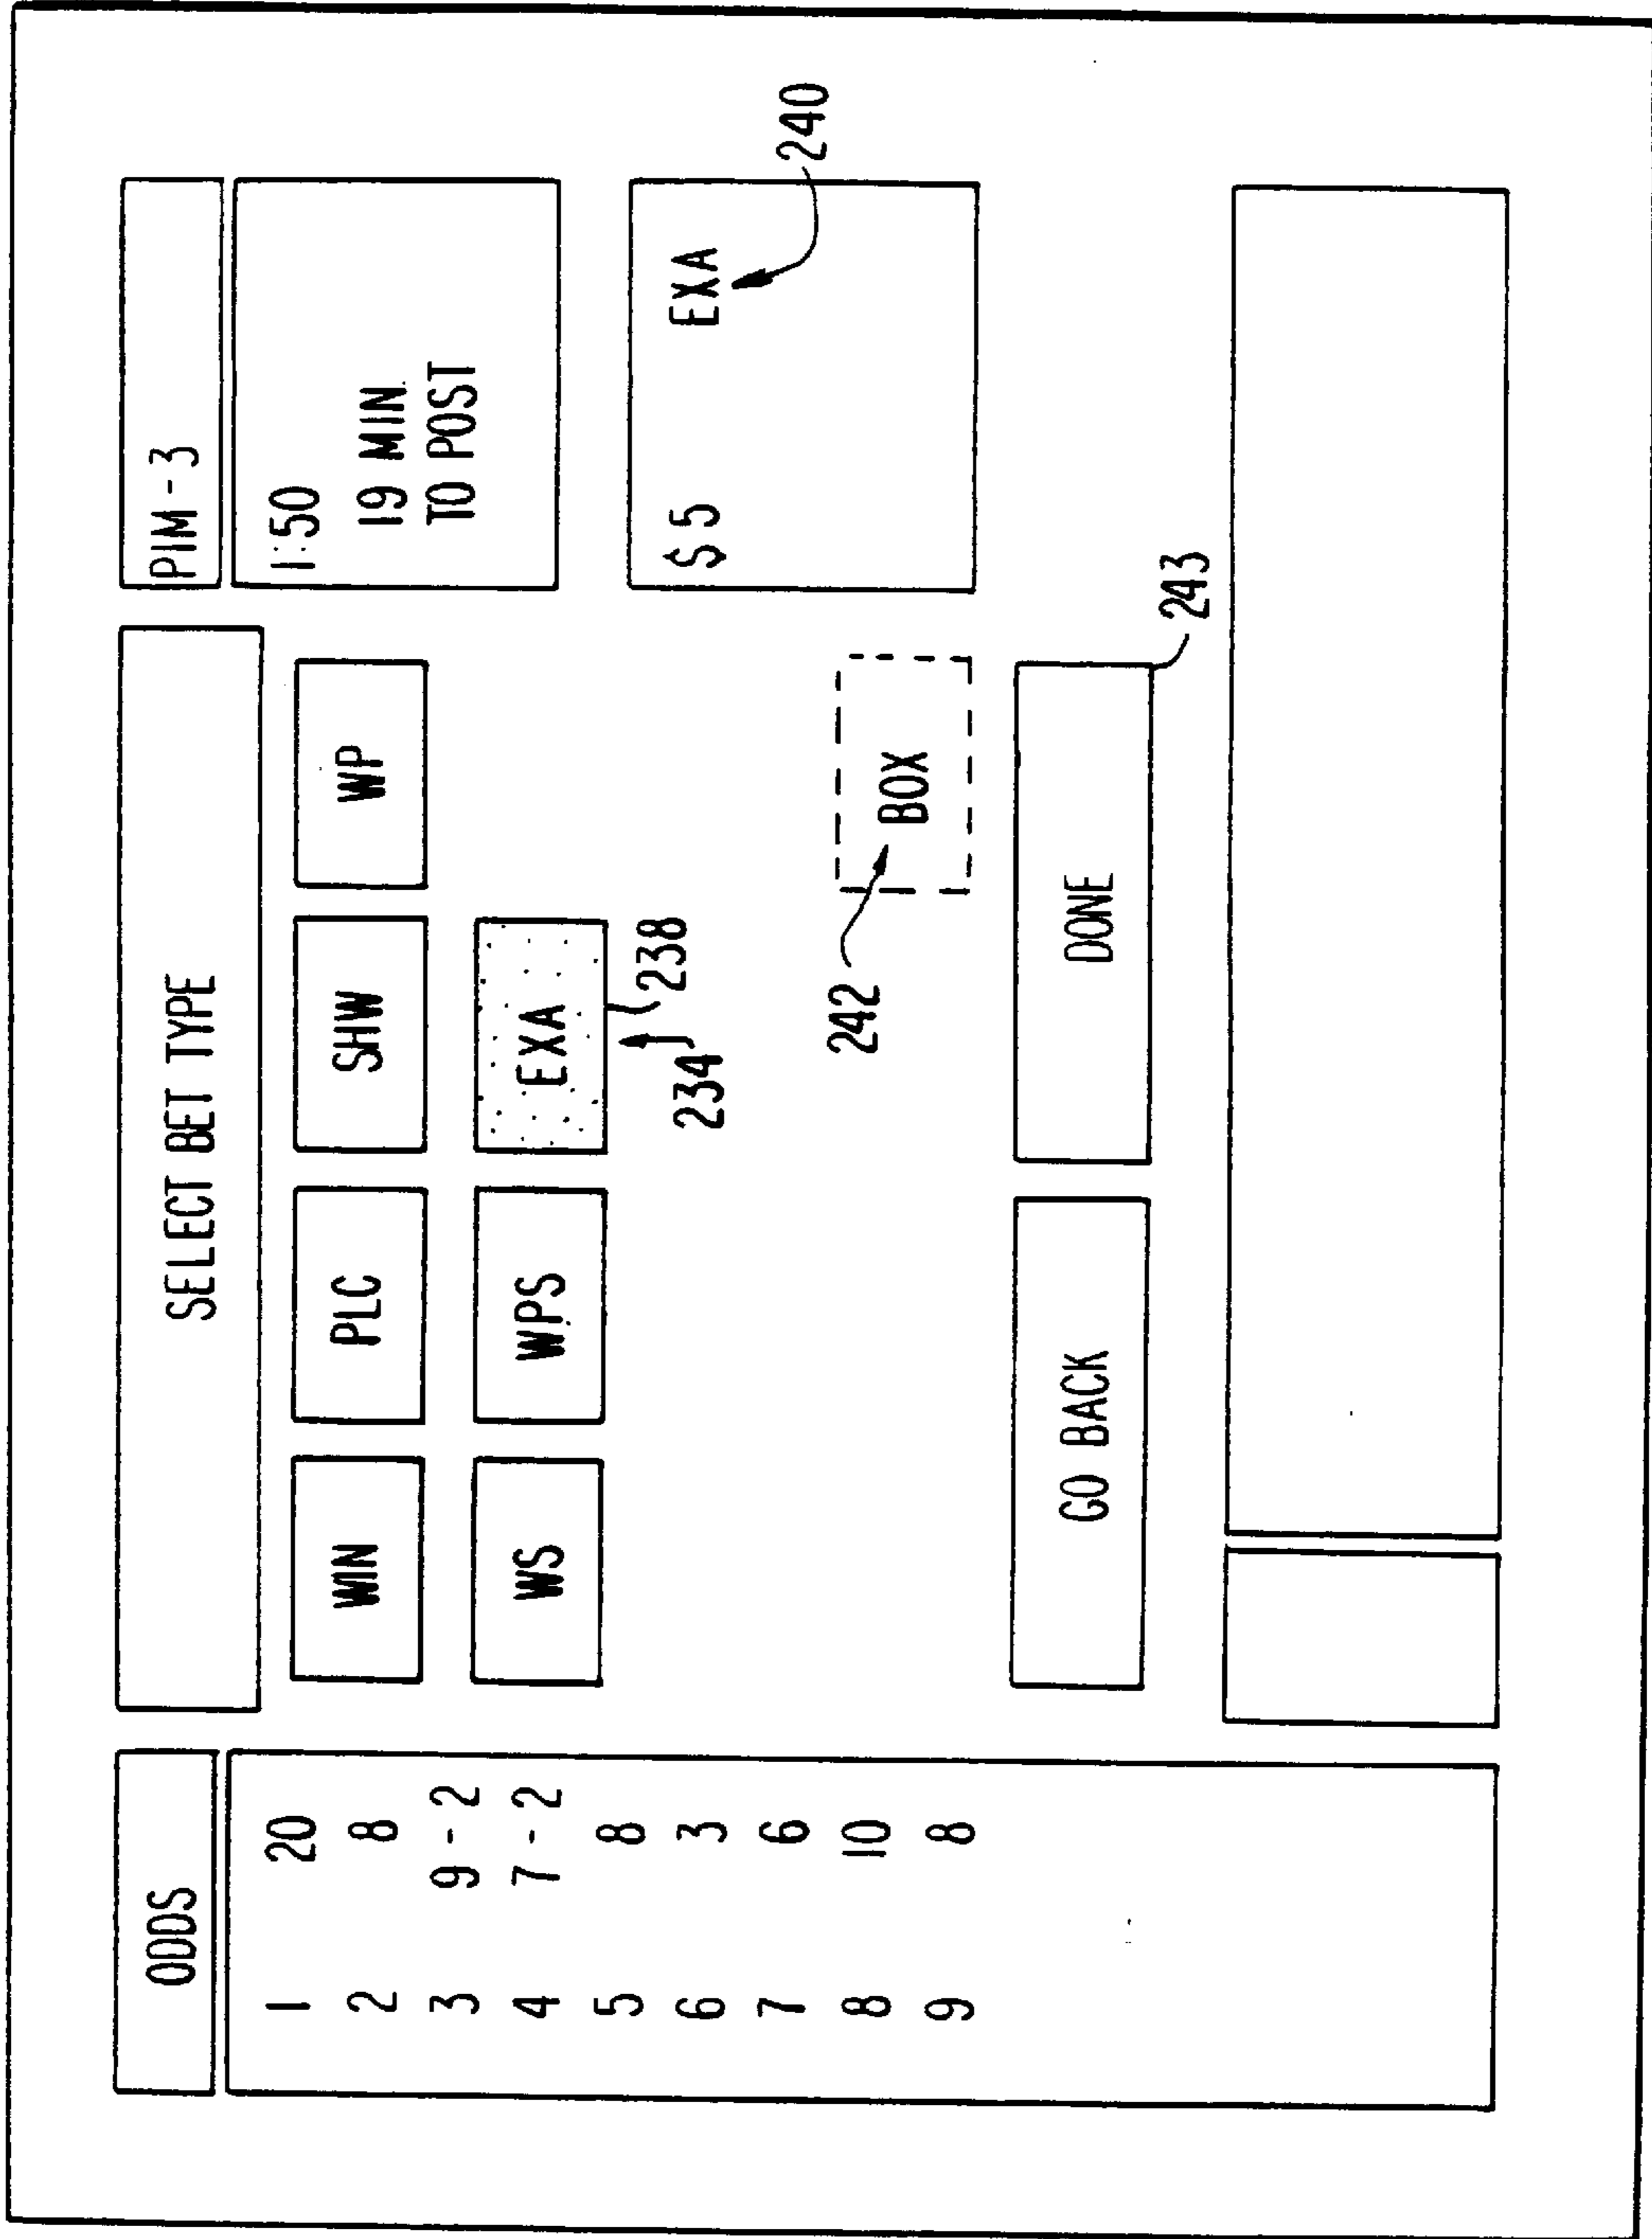 ODDS
1 20
2 8
3 9 - 2
4 7 - 2
5 8
6 3
7 6
8 10
9 8
SELECT BET TYPE
WIN PLC SHW WP
WS WPS EXA
234 238
242 BOX
GO BACK DONE
243
PIM - 3
1:50
19 MIN.
TO POST
$ 5 EXA
240